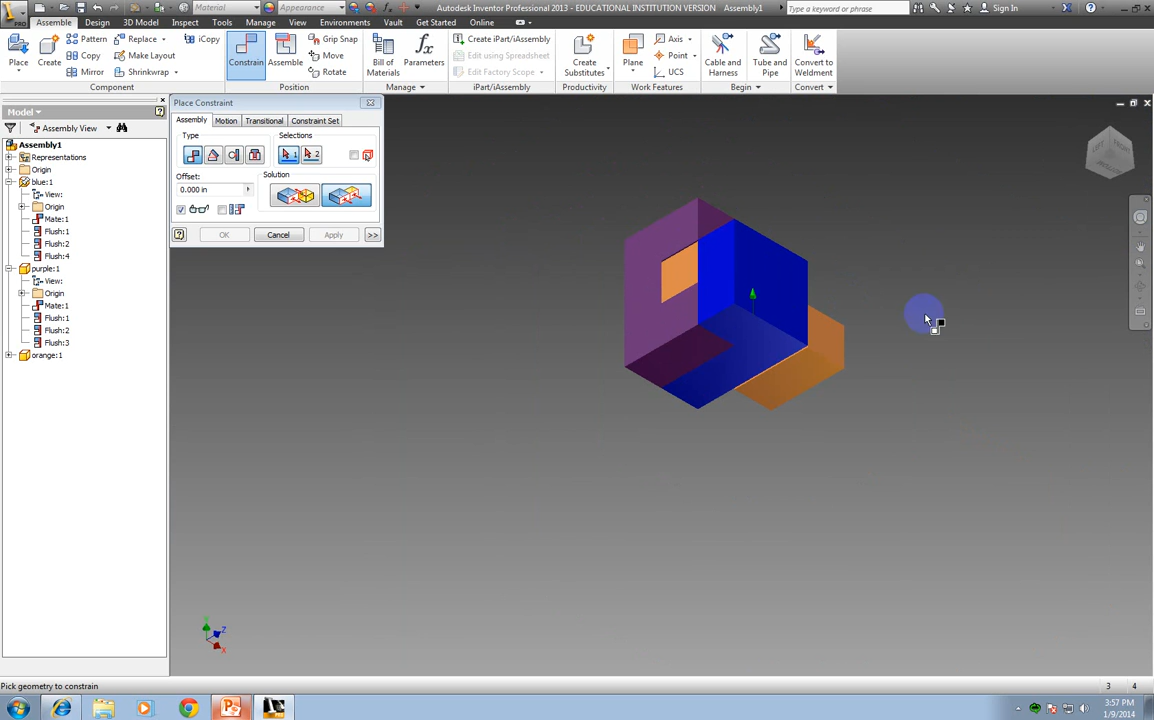 Material
Appearance
Autodesk Inventor Professional 2013 - EDUCATIONAL INSTITUTION VERSION Assembly1
Type a keyword or phrase
Sign In
PRO
Assemble Design 3D Model Inspect Tools Manage View Environments Vault Get Started Online
Place
Create
Pattern
Copy
Mirror
Replace
Make Layout
Shrinkwrap
iCopy
Component
Constrain
Assemble
Grip Snap
Move
Rotate
Position
Bill of
Materials
Parameters
Manage
Create iPart/iAssembly
Edit using Spreadsheet
Edit Factory Scope
iPart/iAssembly
Create
Substitutes
Productivity
Plane
Axis
Point
UCS
Work Features
Cable and
Harness
Tube and
Pipe
Begin
Convert to
Weldment
Convert
Model
Assembly View
Assembly1
Representations
Origin
blue:1
View:
Origin
Mate:1
Flush:1
Flush:2
Flush:4
purple:1
View:
Origin
Mate:1
Flush:1
Flush:2
Flush:3
orange:1
Place Constraint
Assembly Motion Transitional Constraint Set
Type
Selections
1
2
Offset:
0.000 in
Solution
OK
Cancel
Apply
>>
Y
Z
X
Pick geometry to constrain
3
4
3:57 PM
1/9/2014